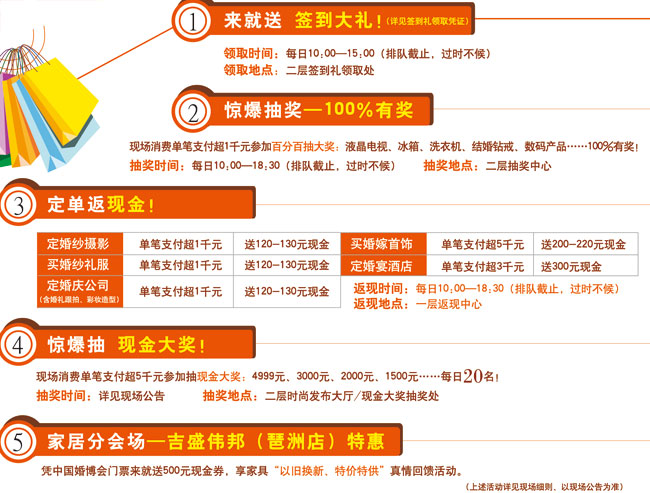 1 来就送 签到大礼！(详见签到礼领取凭证)
领取时间：每日10:00—15:00（排队截止，过时不候）
领取地点：二层签到礼领取处
2 惊爆抽奖—100%有奖
现场消费单笔支付超1千元参加百分百抽大奖：液晶电视、冰箱、洗衣机、结婚钻戒、数码产品……100%有奖！
抽奖时间：每日10:00—18:30（排队截止，过时不候） 抽奖地点：二层抽奖中心
3 定单返现金！
定婚纱摄影 单笔支付超1千元 送120—130元现金 买婚嫁首饰 单笔支付超5千元 送200—220元现金
买婚纱礼服 单笔支付超1千元 送120—130元现金 定婚宴酒店 单笔支付超3千元 送300元现金
定婚庆公司 单笔支付超1千元 送120—130元现金
(含婚礼跟拍、彩妆造型)
返现时间：每日10:00—18:30（排队截止，过时不候）
返现地点：一层返现中心
4 惊爆抽 现金大奖！
现场消费单笔支付超5千元参加抽现金大奖：4999元、3000元、2000元、1500元……每日20名！
抽奖时间：详见现场公告 抽奖地点：二层时尚发布大厅/现金大奖抽奖处
5 家居分会场—吉盛伟邦（琶洲店）特惠
凭中国婚博会门票来就送500元现金券，享家具“以旧换新、特价特供”真情回馈活动。
（上述活动详见现场细则，以现场公告为准）